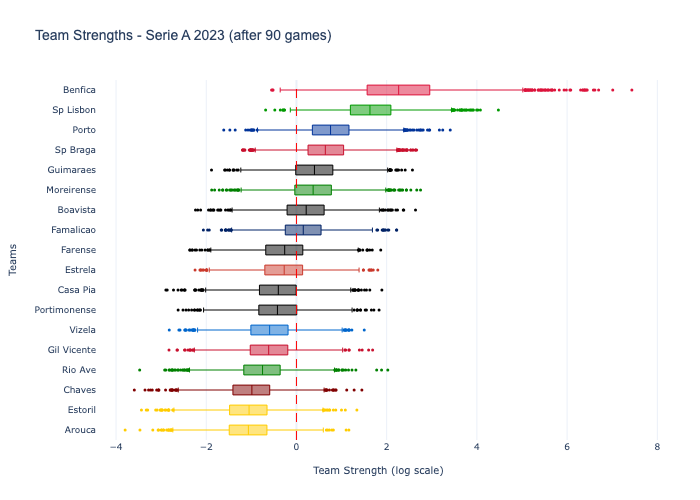 Team Strengths - Serie A 2023 (after 90 games)
Benfica
Sp Lisbon
Porto
Sp Braga
Guimaraes
Moreirense
Boavista
Famalicao
Farense
Estrela
Casa Pia
Portimonense
Vizela
Gil Vicente
Rio Ave
Chaves
Estoril
Arouca
Teams
−4 −2 0 2 4 6 8
Team Strength (log scale)